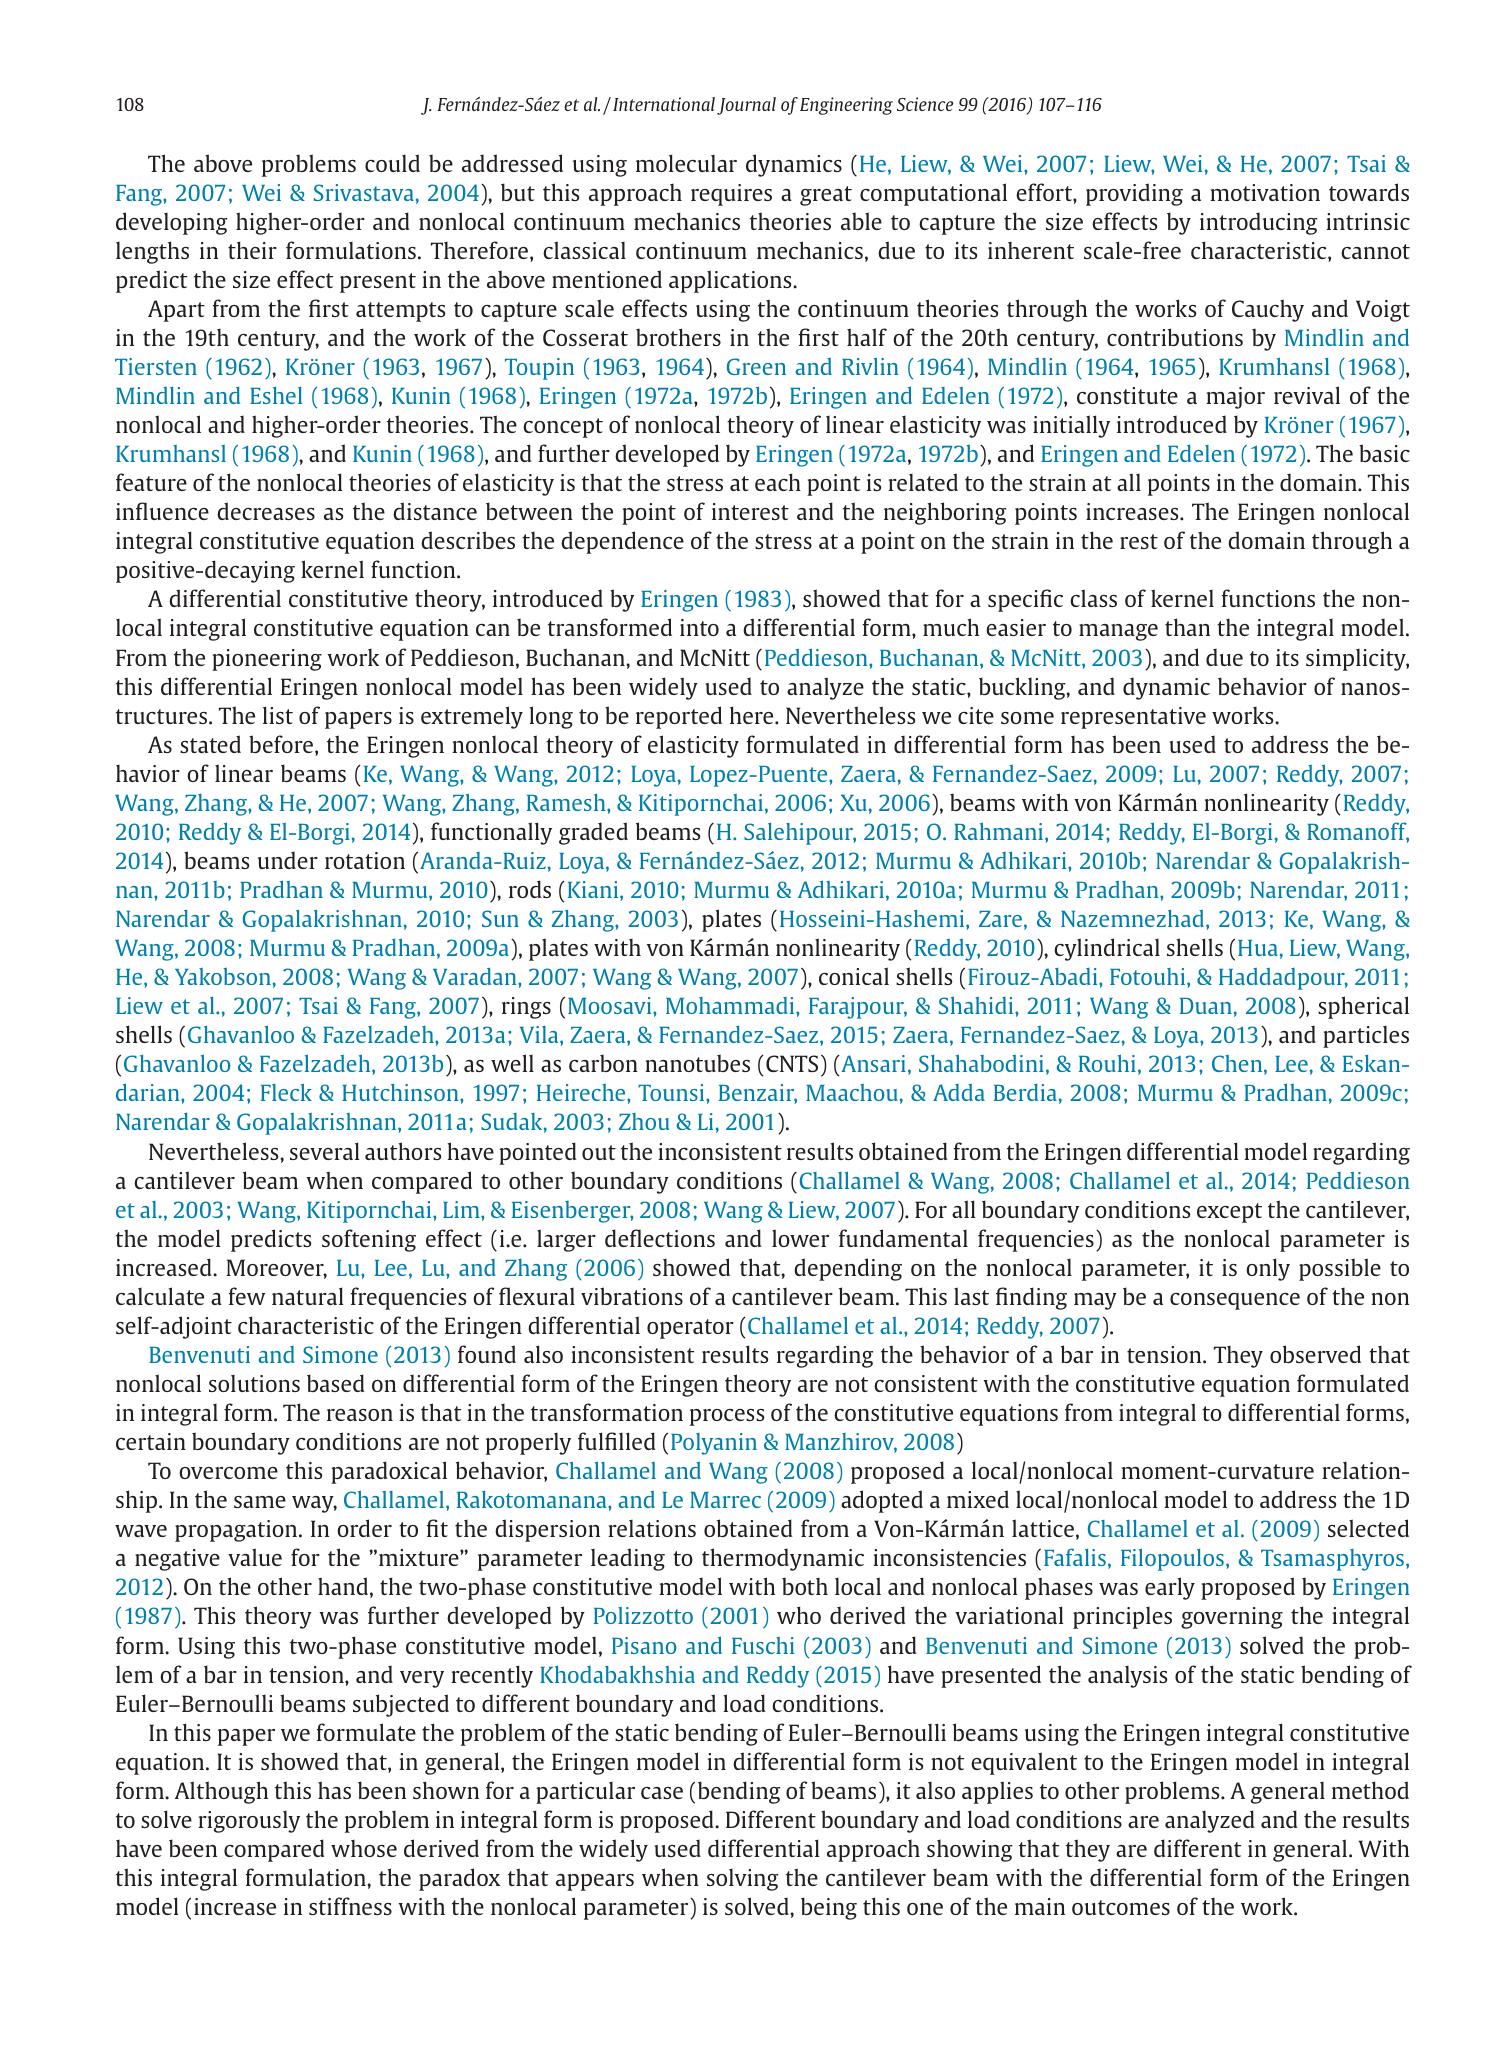 108
J. Fernández-Sáez et al. / International Journal of Engineering Science 99 (2016) 107–116
The above problems could be addressed using molecular dynamics (He, Liew, & Wei, 2007; Liew, Wei, & He, 2007; Tsai &
Fang, 2007; Wei & Srivastava, 2004), but this approach requires a great computational effort, providing a motivation towards
developing higher-order and nonlocal continuum mechanics theories able to capture the size effects by introducing intrinsic
lengths in their formulations. Therefore, classical continuum mechanics, due to its inherent scale-free characteristic, cannot
predict the size effect present in the above mentioned applications.
Apart from the first attempts to capture scale effects using the continuum theories through the works of Cauchy and Voigt
in the 19th century, and the work of the Cosserat brothers in the first half of the 20th century, contributions by Mindlin and
Tiersten (1962), Kröner (1963, 1967), Toupin (1963, 1964), Green and Rivlin (1964), Mindlin (1964, 1965), Krumhansl (1968),
Mindlin and Eshel (1968), Kunin (1968), Eringen (1972a, 1972b), Eringen and Edelen (1972), constitute a major revival of the
nonlocal and higher-order theories. The concept of nonlocal theory of linear elasticity was initially introduced by Kröner (1967),
Krumhansl (1968), and Kunin (1968), and further developed by Eringen (1972a, 1972b), and Eringen and Edelen (1972). The basic
feature of the nonlocal theories of elasticity is that the stress at each point is related to the strain at all points in the domain. This
influence decreases as the distance between the point of interest and the neighboring points increases. The Eringen nonlocal
integral constitutive equation describes the dependence of the stress at a point on the strain in the rest of the domain through a
positive-decaying kernel function.
A differential constitutive theory, introduced by Eringen (1983), showed that for a specific class of kernel functions the non-
local integral constitutive equation can be transformed into a differential form, much easier to manage than the integral model.
From the pioneering work of Peddieson, Buchanan, and McNitt (Peddieson, Buchanan, & McNitt, 2003), and due to its simplicity,
this differential Eringen nonlocal model has been widely used to analyze the static, buckling, and dynamic behavior of nanos-
tructures. The list of papers is extremely long to be reported here. Nevertheless we cite some representative works.
As stated before, the Eringen nonlocal theory of elasticity formulated in differential form has been used to address the be-
havior of linear beams (Ke, Wang, & Wang, 2012; Loya, Lopez-Puente, Zaera, & Fernandez-Saez, 2009; Lu, 2007; Reddy, 2007;
Wang, Zhang, & He, 2007; Wang, Zhang, Ramesh, & Kitipornchai, 2006; Xu, 2006), beams with von Kármán nonlinearity (Reddy,
2010; Reddy & El-Borgi, 2014), functionally graded beams (H. Salehipour, 2015; O. Rahmani, 2014; Reddy, El-Borgi, & Romanoff,
2014), beams under rotation (Aranda-Ruiz, Loya, & Fernández-Sáez, 2012; Murmu & Adhikari, 2010b; Narendar & Gopalakrish-
nan, 2011b; Pradhan & Murmu, 2010), rods (Kiani, 2010; Murmu & Adhikari, 2010a; Murmu & Pradhan, 2009b; Narendar, 2011;
Narendar & Gopalakrishnan, 2010; Sun & Zhang, 2003), plates (Hosseini-Hashemi, Zare, & Nazemnezhad, 2013; Ke, Wang, &
Wang, 2008; Murmu & Pradhan, 2009a), plates with von Kármán nonlinearity (Reddy, 2010), cylindrical shells (Hua, Liew, Wang,
He, & Yakobson, 2008; Wang & Varadan, 2007; Wang & Wang, 2007), conical shells (Firouz-Abadi, Fotouhi, & Haddadpour, 2011;
Liew et al., 2007; Tsai & Fang, 2007), rings (Moosavi, Mohammadi, Farajpour, & Shahidi, 2011; Wang & Duan, 2008), spherical
shells (Ghavanloo & Fazelzadeh, 2013a; Vila, Zaera, & Fernandez-Saez, 2015; Zaera, Fernandez-Saez, & Loya, 2013), and particles
(Ghavanloo & Fazelzadeh, 2013b), as well as carbon nanotubes (CNTS) (Ansari, Shahabodini, & Rouhi, 2013; Chen, Lee, & Eskan-
darian, 2004; Fleck & Hutchinson, 1997; Heireche, Tounsi, Benzair, Maachou, & Adda Berdia, 2008; Murmu & Pradhan, 2009c;
Narendar & Gopalakrishnan, 2011a; Sudak, 2003; Zhou & Li, 2001).
Nevertheless, several authors have pointed out the inconsistent results obtained from the Eringen differential model regarding
a cantilever beam when compared to other boundary conditions (Challamel & Wang, 2008; Challamel et al., 2014; Peddieson
et al., 2003; Wang, Kitipornchai, Lim, & Eisenberger, 2008; Wang & Liew, 2007). For all boundary conditions except the cantilever,
the model predicts softening effect (i.e. larger deflections and lower fundamental frequencies) as the nonlocal parameter is
increased. Moreover, Lu, Lee, Lu, and Zhang (2006) showed that, depending on the nonlocal parameter, it is only possible to
calculate a few natural frequencies of flexural vibrations of a cantilever beam. This last finding may be a consequence of the non
self-adjoint characteristic of the Eringen differential operator (Challamel et al., 2014; Reddy, 2007).
Benvenuti and Simone (2013) found also inconsistent results regarding the behavior of a bar in tension. They observed that
nonlocal solutions based on differential form of the Eringen theory are not consistent with the constitutive equation formulated
in integral form. The reason is that in the transformation process of the constitutive equations from integral to differential forms,
certain boundary conditions are not properly fulfilled (Polyanin & Manzhirov, 2008)
To overcome this paradoxical behavior, Challamel and Wang (2008) proposed a local/nonlocal moment-curvature relation-
ship. In the same way, Challamel, Rakotomanana, and Le Marrec (2009) adopted a mixed local/nonlocal model to address the 1D
wave propagation. In order to fit the dispersion relations obtained from a Von-Kármán lattice, Challamel et al. (2009) selected
a negative value for the ”mixture” parameter leading to thermodynamic inconsistencies (Fafalis, Filopoulos, & Tsamasphyros,
2012). On the other hand, the two-phase constitutive model with both local and nonlocal phases was early proposed by Eringen
(1987). This theory was further developed by Polizzotto (2001) who derived the variational principles governing the integral
form. Using this two-phase constitutive model, Pisano and Fuschi (2003) and Benvenuti and Simone (2013) solved the prob-
lem of a bar in tension, and very recently Khodabakhshia and Reddy (2015) have presented the analysis of the static bending of
Euler–Bernoulli beams subjected to different boundary and load conditions.
In this paper we formulate the problem of the static bending of Euler–Bernoulli beams using the Eringen integral constitutive
equation. It is showed that, in general, the Eringen model in differential form is not equivalent to the Eringen model in integral
form. Although this has been shown for a particular case (bending of beams), it also applies to other problems. A general method
to solve rigorously the problem in integral form is proposed. Different boundary and load conditions are analyzed and the results
have been compared whose derived from the widely used differential approach showing that they are different in general. With
this integral formulation, the paradox that appears when solving the cantilever beam with the differential form of the Eringen
model (increase in stiffness with the nonlocal parameter) is solved, being this one of the main outcomes of the work.